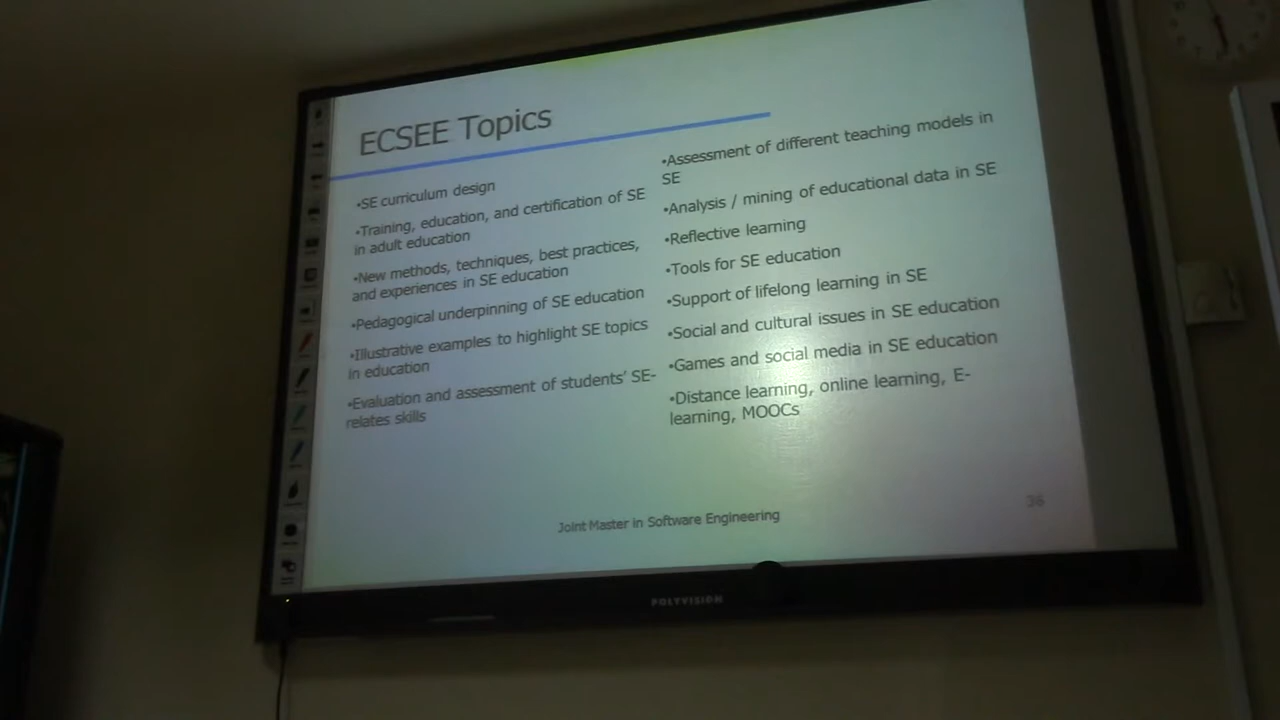 ECSEE Topics
•SE curriculum design
•Training, education, and certification of SE
in adult education
•New methods, techniques, best practices,
and experiences in SE education
•Pedagogical underpinning of SE education
•Illustrative examples to highlight SE topics
in education
•Evaluation and assessment of students' SE-
relates skills
•Assessment of different teaching models in
SE
•Analysis / mining of educational data in SE
•Reflective learning
•Tools for SE education
•Support of lifelong learning in SE
•Social and cultural issues in SE education
•Games and social media in SE education
•Distance learning, online learning, E-
learning, MOOCs
Joint Master in Software Engineering
36
POLYVISION